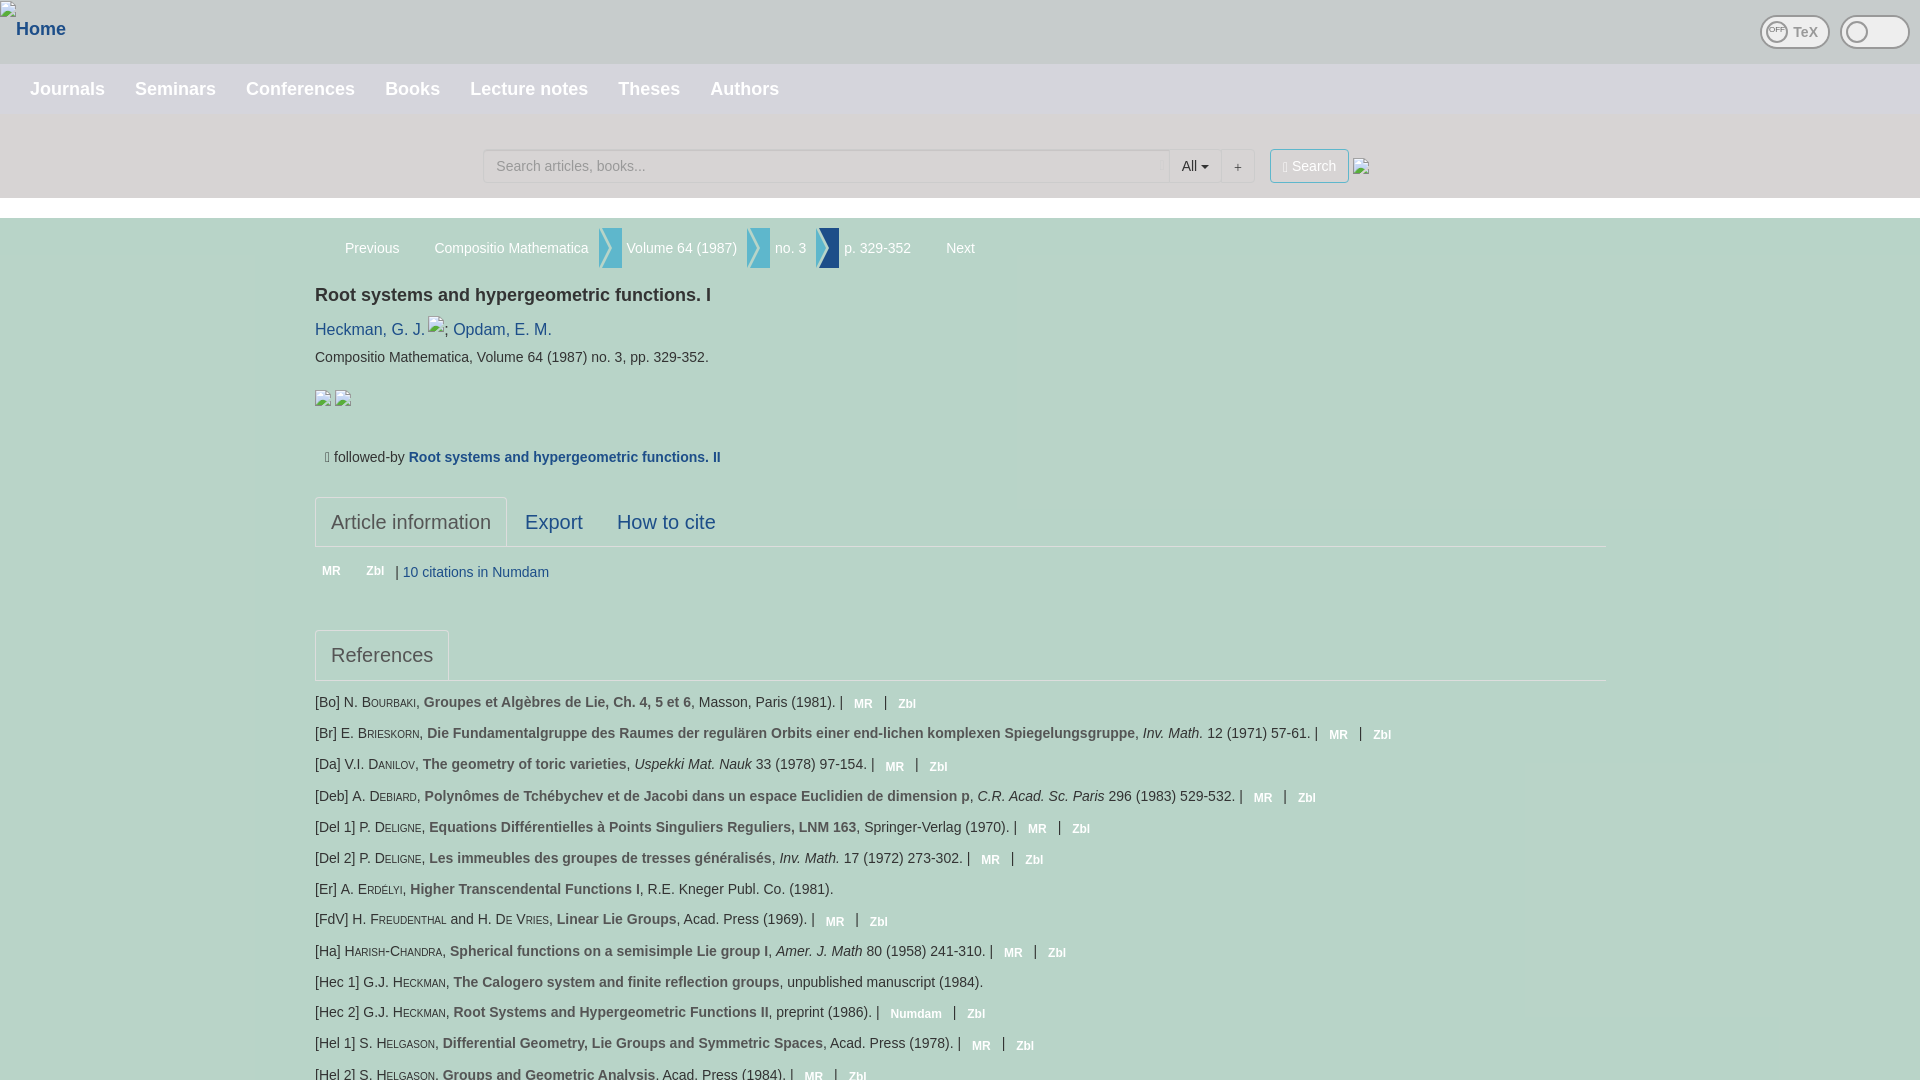 Home
OFF TeX
Journals Seminars Conferences Books Lecture notes Theses Authors
Search articles, books... All + Search
Previous Compositio Mathematica Volume 64 (1987) no. 3 p. 329-352 Next
Root systems and hypergeometric functions. I
Heckman, G. J. ; Opdam, E. M.
Compositio Mathematica, Volume 64 (1987) no. 3, pp. 329-352.
followed-by Root systems and hypergeometric functions. II
Article information Export How to cite
MR Zbl | 10 citations in Numdam
References
[Bo] N. Bourbaki, Groupes et Algèbres de Lie, Ch. 4, 5 et 6, Masson, Paris (1981). | MR | Zbl
[Br] E. Brieskorn, Die Fundamentalgruppe des Raumes der regulären Orbits einer end-lichen komplexen Spiegelungsgruppe, Inv. Math. 12 (1971) 57-61. | MR | Zbl
[Da] V.I. Danilov, The geometry of toric varieties, Uspekki Mat. Nauk 33 (1978) 97-154. | MR | Zbl
[Deb] A. Debiard, Polynômes de Tchébychev et de Jacobi dans un espace Euclidien de dimension p, C.R. Acad. Sc. Paris 296 (1983) 529-532. | MR | Zbl
[Del 1] P. Deligne, Equations Différentielles à Points Singuliers Reguliers, LNM 163, Springer-Verlag (1970). | MR | Zbl
[Del 2] P. Deligne, Les immeubles des groupes de tresses généralisés, Inv. Math. 17 (1972) 273-302. | MR | Zbl
[Er] A. Erdélyi, Higher Transcendental Functions I, R.E. Kneger Publ. Co. (1981).
[FdV] H. Freudenthal and H. De Vries, Linear Lie Groups, Acad. Press (1969). | MR | Zbl
[Ha] Harish-Chandra, Spherical functions on a semisimple Lie group I, Amer. J. Math 80 (1958) 241-310. | MR | Zbl
[Hec 1] G.J. Heckman, The Calogero system and finite reflection groups, unpublished manuscript (1984).
[Hec 2] G.J. Heckman, Root Systems and Hypergeometric Functions II, preprint (1986). | Numdam | Zbl
[Hel 1] S. Helgason, Differential Geometry, Lie Groups and Symmetric Spaces, Acad. Press (1978). | MR | Zbl
[Hel 2] S. Helgason, Groups and Geometric Analysis, Acad. Press (1984). | MR | Zbl